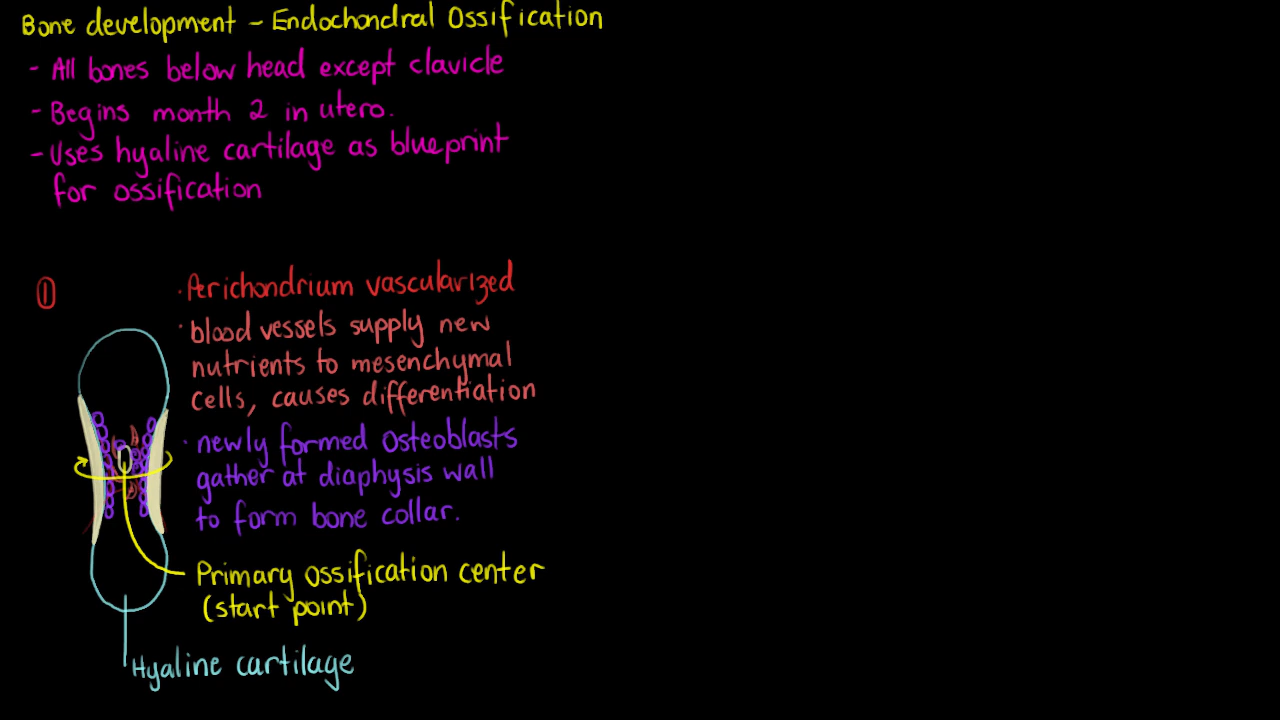 Bone development - Endochondral Ossification
- All bones below head except clavicle
- Begins month 2 in utero.
- Uses hyaline cartilage as blueprint
for ossification
①
· Perichondrium vascularized
· blood vessels supply new
nutrients to mesenchymal
cells, causes differentiation
· newly formed osteoblasts
gather at diaphysis wall
to form bone collar.
Primary ossification center
(start point)
Hyaline cartilage